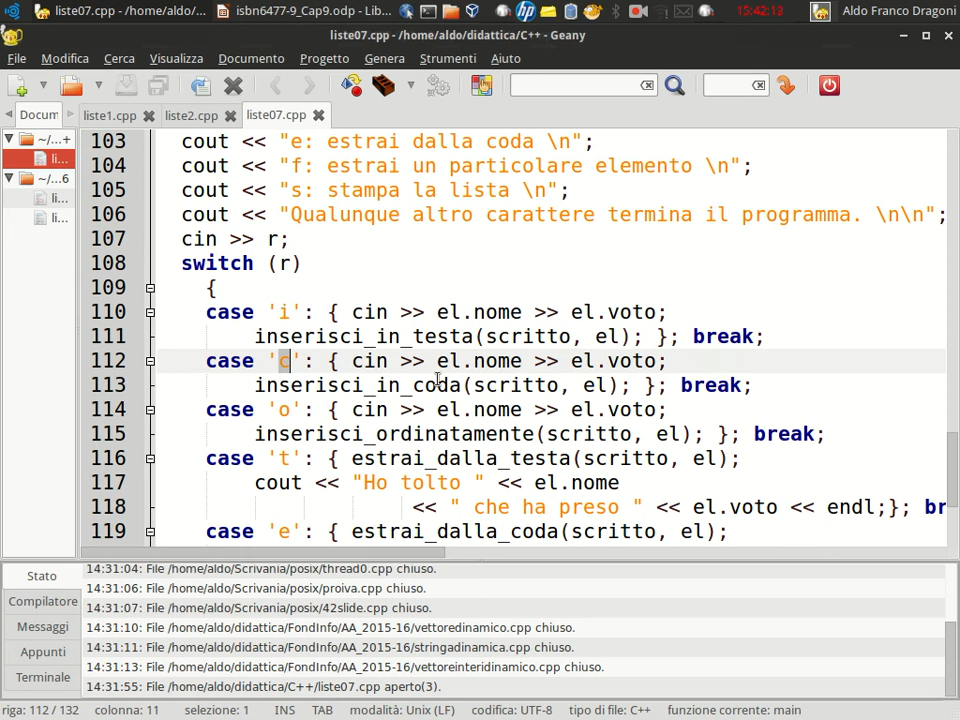 liste07.cpp - /home/aldo/...
isbn6477-9_Cap9.odp - Lib...
15:42:13
Aldo Franco Dragoni
liste07.cpp - /home/aldo/didattica/C++ - Geany
File Modifica Cerca Visualizza Documento Progetto Genera Strumenti Aiuto
Docum liste1.cpp liste2.cpp liste07.cpp
~/...+
li...
~/...6
li...
li...
103 cout << "e: estrai dalla coda \n";
104 cout << "f: estrai un particolare elemento \n";
105 cout << "s: stampa la lista \n";
106 cout << "Qualunque altro carattere termina il programma. \n\n";
107 cin >> r;
108 switch (r)
109 {
110 case 'i': { cin >> el.nome >> el.voto;
111 inserisci_in_testa(scritto, el); }; break;
112 case 'c': { cin >> el.nome >> el.voto;
113 inserisci_in_coda(scritto, el); }; break;
114 case 'o': { cin >> el.nome >> el.voto;
115 inserisci_ordinatamente(scritto, el); }; break;
116 case 't': { estrai_dalla_testa(scritto, el);
117 cout << "Ho tolto " << el.nome
118 << " che ha preso " << el.voto << endl;}; br
119 case 'e': { estrai_dalla_coda(scritto, el);
Stato
Compilatore
Messaggi
Appunti
Terminale
14:31:04: File /home/aldo/Scrivania/posix/thread0.cpp chiuso.
14:31:06: File /home/aldo/Scrivania/posix/proiva.cpp chiuso.
14:31:07: File /home/aldo/Scrivania/posix/42slide.cpp chiuso.
14:31:10: File /home/aldo/didattica/FondInfo/AA_2015-16/vettoredinamico.cpp chiuso.
14:31:11: File /home/aldo/didattica/FondInfo/AA_2015-16/stringadinamica.cpp chiuso.
14:31:13: File /home/aldo/didattica/FondInfo/AA_2015-16/vettoreinteridinamico.cpp chiuso.
14:31:55: File /home/aldo/didattica/C++/liste07.cpp aperto(3).
riga: 112 / 132 colonna: 11 selezione: 1 INS TAB modalità: Unix (LF) codifica: UTF-8 tipo di file: C++ funzione corrente: main